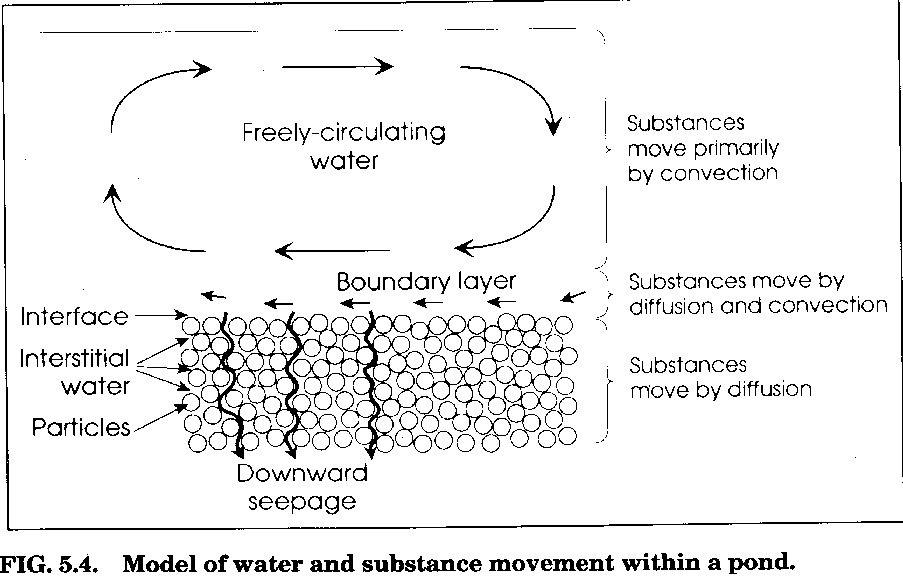 Freely-circulating
water
Substances
move primarily
by convection
Boundary layer
Substances move by
diffusion and convection
Interface
Interstitial
water
Particles
Substances
move by diffusion
Downward
seepage
FIG. 5.4. Model of water and substance movement within a pond.